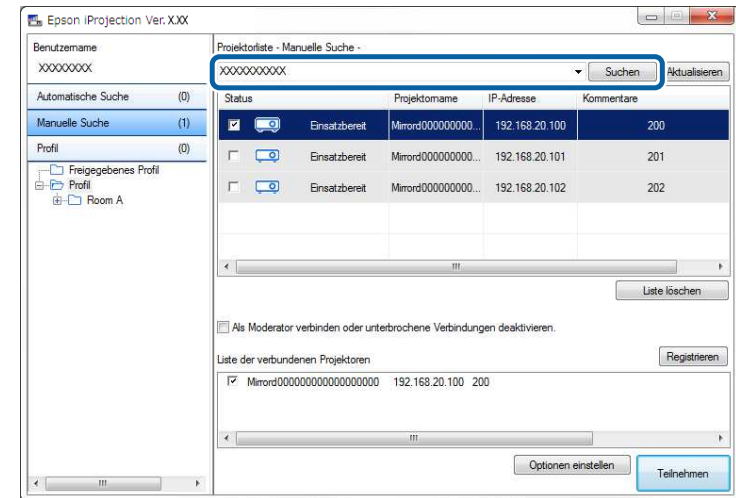 Epson iProjection Ver. X.XX
Benutzername
XXXXXXXX
Automatische Suche (0)
Manuelle Suche (1)
Profil (0)
Freigegebenes Profil
Profil
Room A
Projektorliste - Manuelle Suche -
XXXXXXXXXX Suchen Aktualisieren
Status Projektorname IP-Adresse Kommentare
Einsatzbereit Mirrord000000000... 192.168.20.100 200
Einsatzbereit Mirrord000000000... 192.168.20.101 201
Einsatzbereit Mirrord000000000... 192.168.20.102 202
Liste löschen
Als Moderator verbinden oder unterbrochene Verbindungen deaktivieren.
Liste der verbundenen Projektoren Registrieren
Mirrord000000000000000000 192.168.20.100 200
Optionen einstellen Teilnehmen